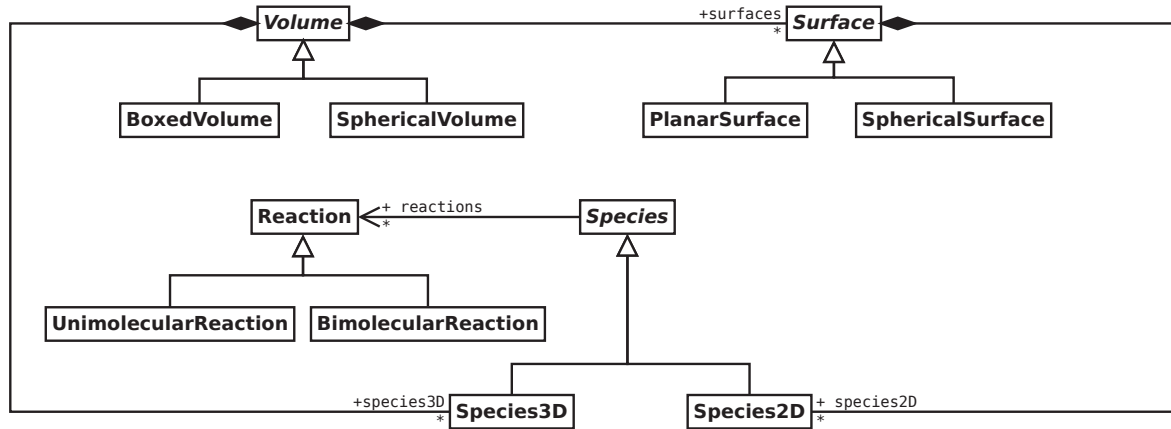 Volume
+surfaces
*
Surface
BoxedVolume
SphericalVolume
PlanarSurface
SphericalSurface
Reaction
+ reactions
*
Species
UnimolecularReaction
BimolecularReaction
+species3D
*
Species3D
Species2D
+ species2D
*